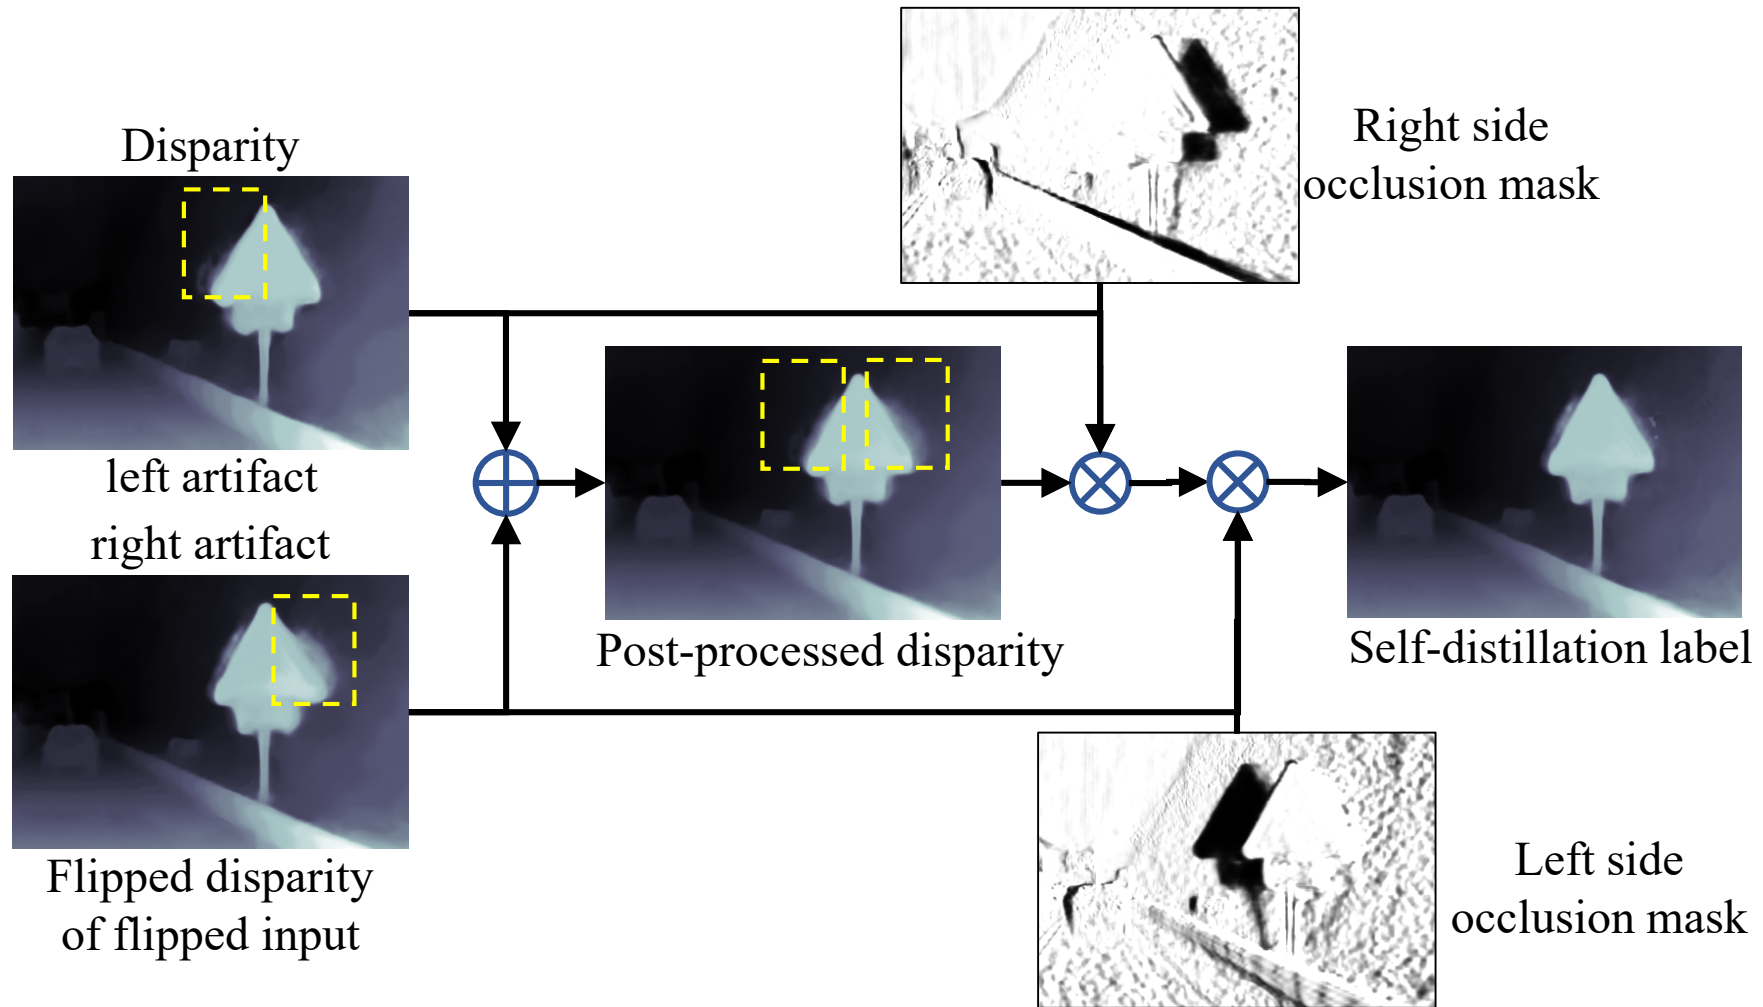 Right side
occlusion mask
Disparity
left artifact
right artifact
Post-processed disparity
Self-distillation label
Flipped disparity
of flipped input
Left side
occlusion mask